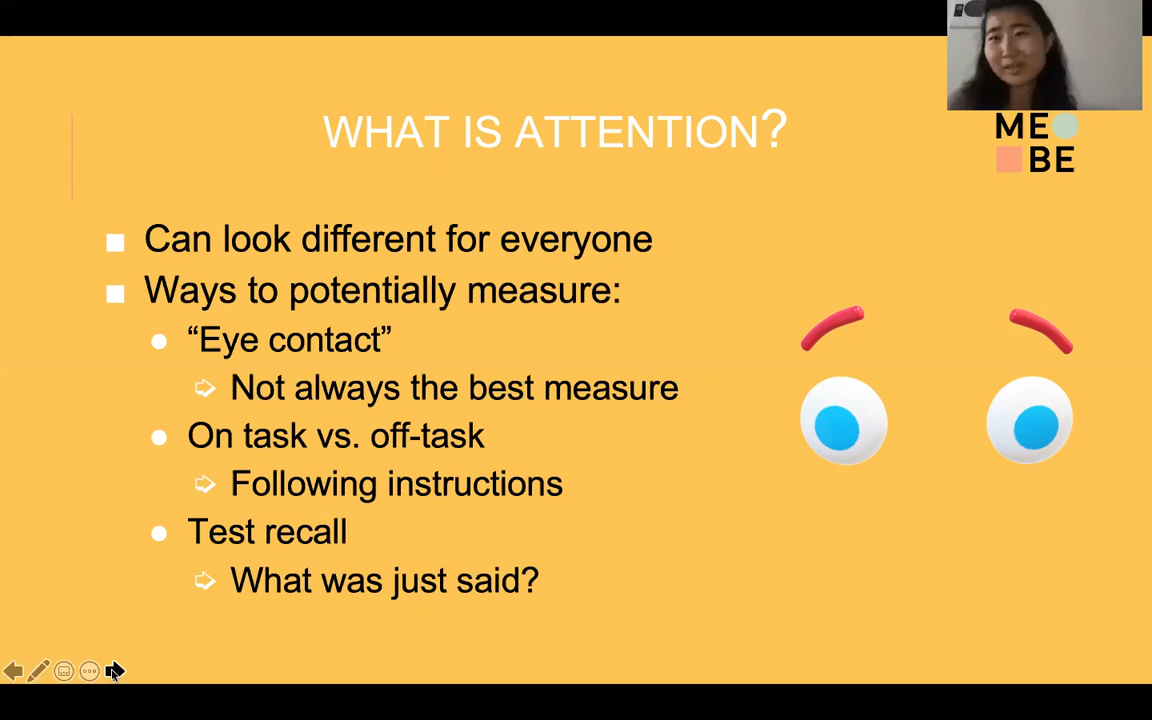 WHAT IS ATTENTION?
ME
BE
Can look different for everyone
Ways to potentially measure:
“Eye contact”
Not always the best measure
On task vs. off-task
Following instructions
Test recall
What was just said?